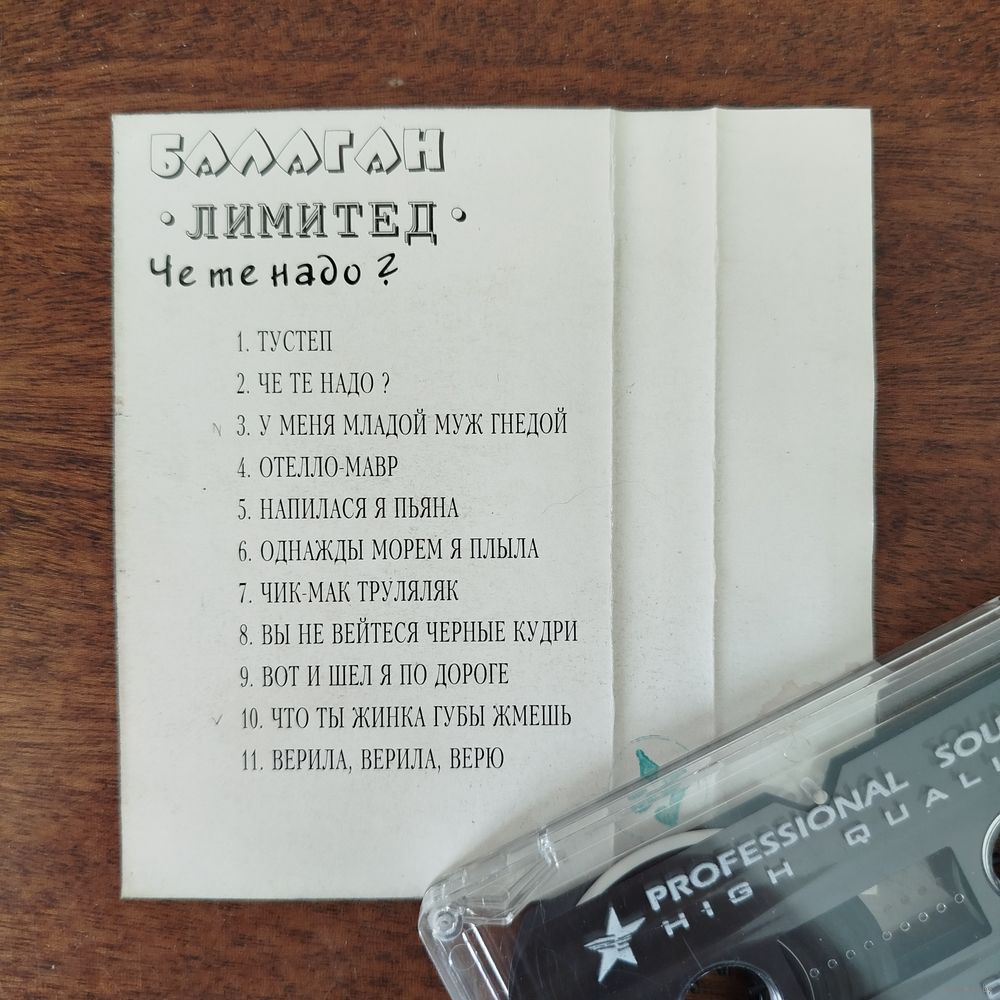 БАЛАГАН
•ЛИМИТЕД•
Че те надо?
1. ТУСТЕП
2. ЧЕ ТЕ НАДО ?
3. У МЕНЯ МЛАДОЙ МУЖ ГНЕДОЙ
4. ОТЕЛЛО-МАВР
5. НАПИЛАСЯ Я ПЬЯНА
6. ОДНАЖДЫ МОРЕМ Я ПЛЫЛА
7. ЧИК-МАК ТРУЛЯЛЯК
8. ВЫ НЕ ВЕЙТЕСЯ ЧЕРНЫЕ КУДРИ
9. ВОТ И ШЕЛ Я ПО ДОРОГЕ
10. ЧТО ТЫ ЖИНКА ГУБЫ ЖМЕШЬ
11. ВЕРИЛА, ВЕРИЛА, ВЕРЮ
PROFESSIONAL SOU
HIGH QUALI